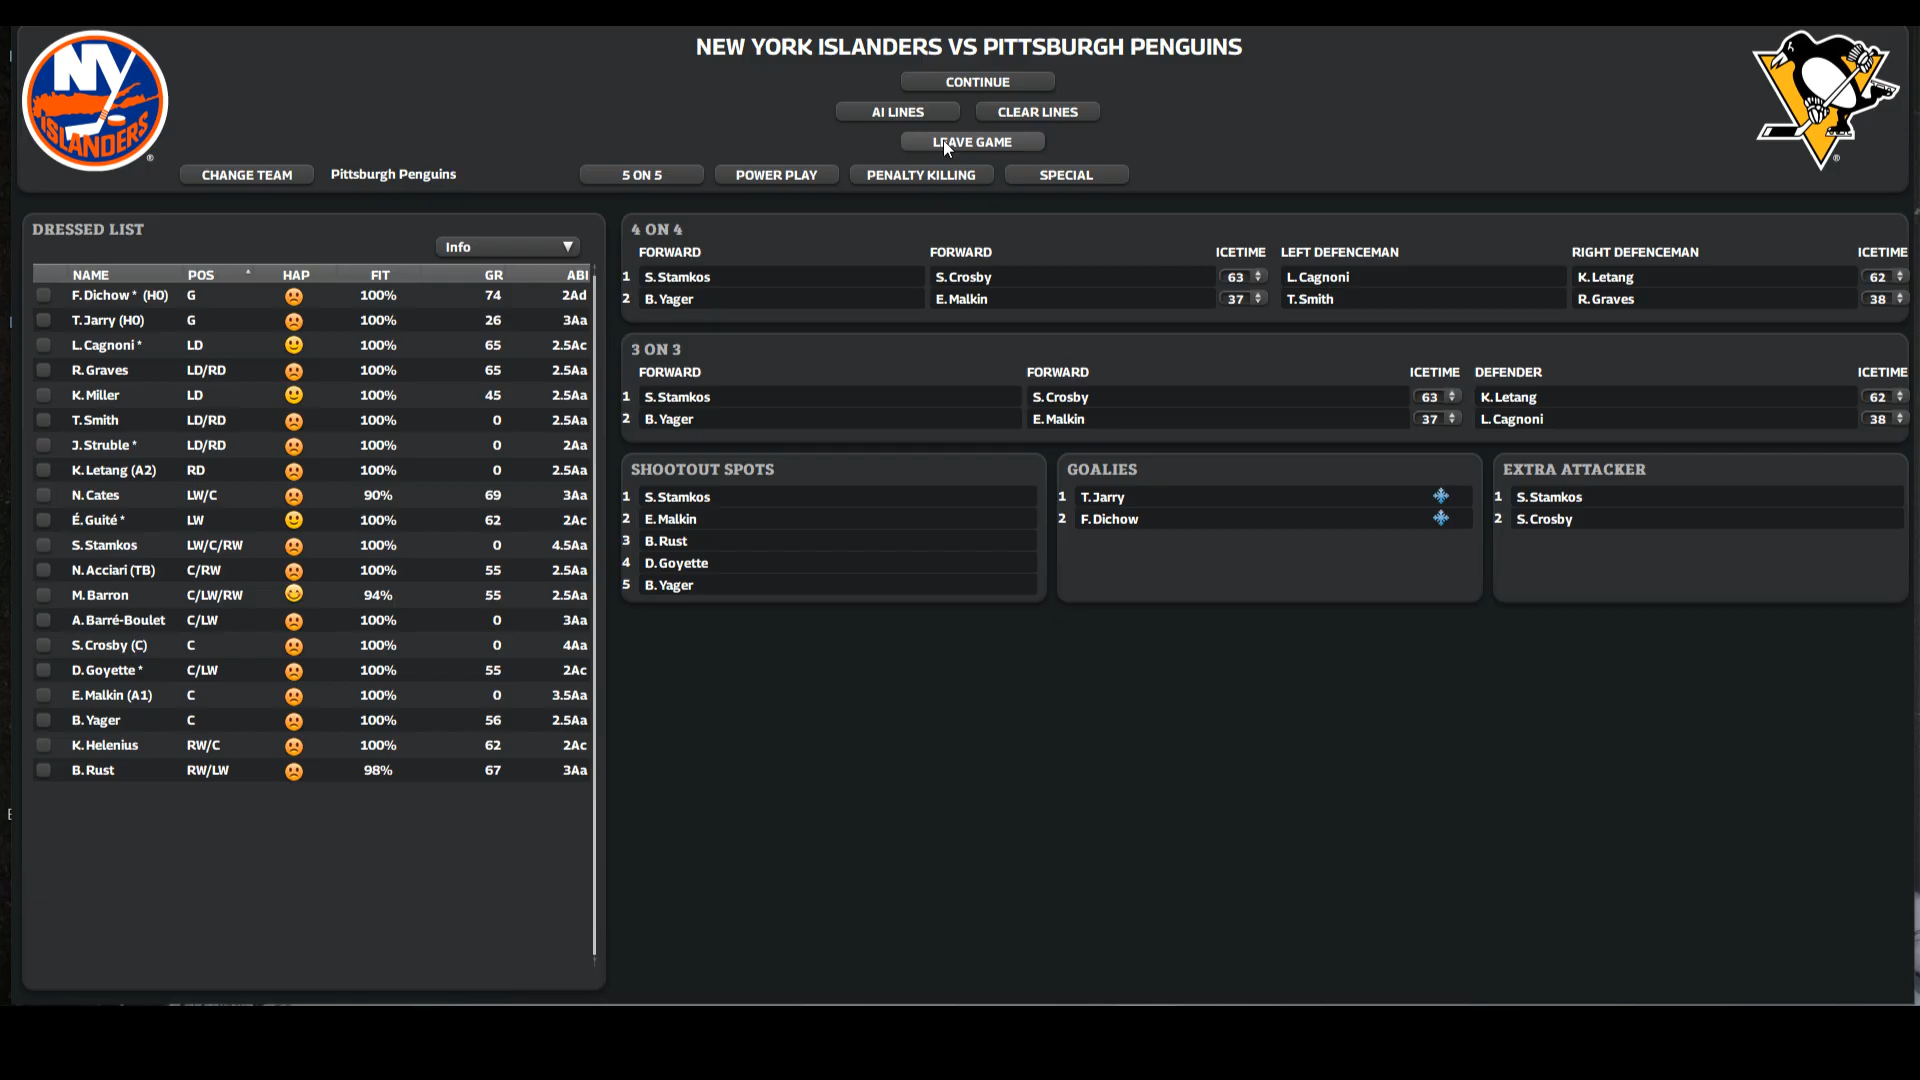 NEW YORK ISLANDERS VS PITTSBURGH PENGUINS
NY
ISLANDERS
®
®
CONTINUE
AI LINES CLEAR LINES
LEAVE GAME
CHANGE TEAM Pittsburgh Penguins 5 ON 5 POWER PLAY PENALTY KILLING SPECIAL
DRESSED LIST
Info
NAME POS HAP FIT GR ABI
F. Dichow * (H0) G 100% 74 2Ad
T. Jarry (H0) G 100% 26 3Aa
L. Cagnoni * LD 100% 65 2.5Ac
R. Graves LD/RD 100% 65 2.5Aa
K. Miller LD 100% 45 2.5Aa
T. Smith LD/RD 100% 0 2.5Aa
J. Struble * LD/RD 100% 0 2Aa
K. Letang (A2) RD 100% 0 2.5Aa
N. Cates LW/C 90% 69 3Aa
É. Guité * LW 100% 62 2Ac
S. Stamkos LW/C/RW 100% 0 4.5Aa
N. Acciari (TB) C/RW 100% 55 2.5Aa
M. Barron C/LW/RW 94% 55 2.5Aa
A. Barré-Boulet C/LW 100% 0 3Aa
S. Crosby (C) C 100% 0 4Aa
D. Goyette * C/LW 100% 55 2Ac
E. Malkin (A1) C 100% 0 3.5Aa
B. Yager C 100% 56 2.5Aa
K. Helenius RW/C 100% 62 2Ac
B. Rust RW/LW 98% 67 3Aa
4 ON 4
FORWARD FORWARD ICETIME LEFT DEFENCEMAN RIGHT DEFENCEMAN ICETIME
1 S. Stamkos S. Crosby 63 L. Cagnoni K. Letang 62
2 B. Yager E. Malkin 37 T. Smith R. Graves 38
3 ON 3
FORWARD FORWARD ICETIME DEFENDER ICETIME
1 S. Stamkos S. Crosby 63 K. Letang 62
2 B. Yager E. Malkin 37 L. Cagnoni 38
SHOOTOUT SPOTS
1 S. Stamkos
2 E. Malkin
3 B. Rust
4 D. Goyette
5 B. Yager
GOALIES
1 T. Jarry
2 F. Dichow
EXTRA ATTACKER
1 S. Stamkos
2 S. Crosby